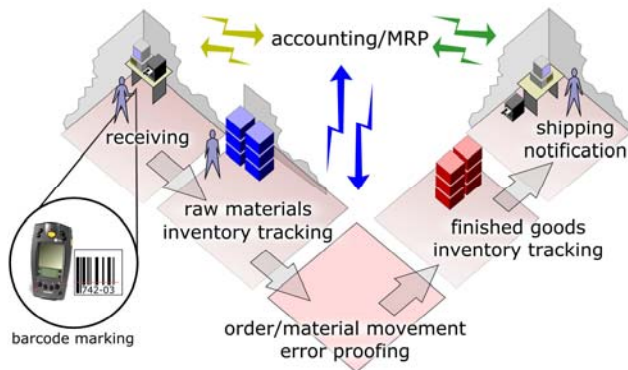 accounting/MRP
receiving
shipping
notification
raw materials
inventory tracking
finished goods
inventory tracking
742-03
barcode marking
order/material movement
error proofing